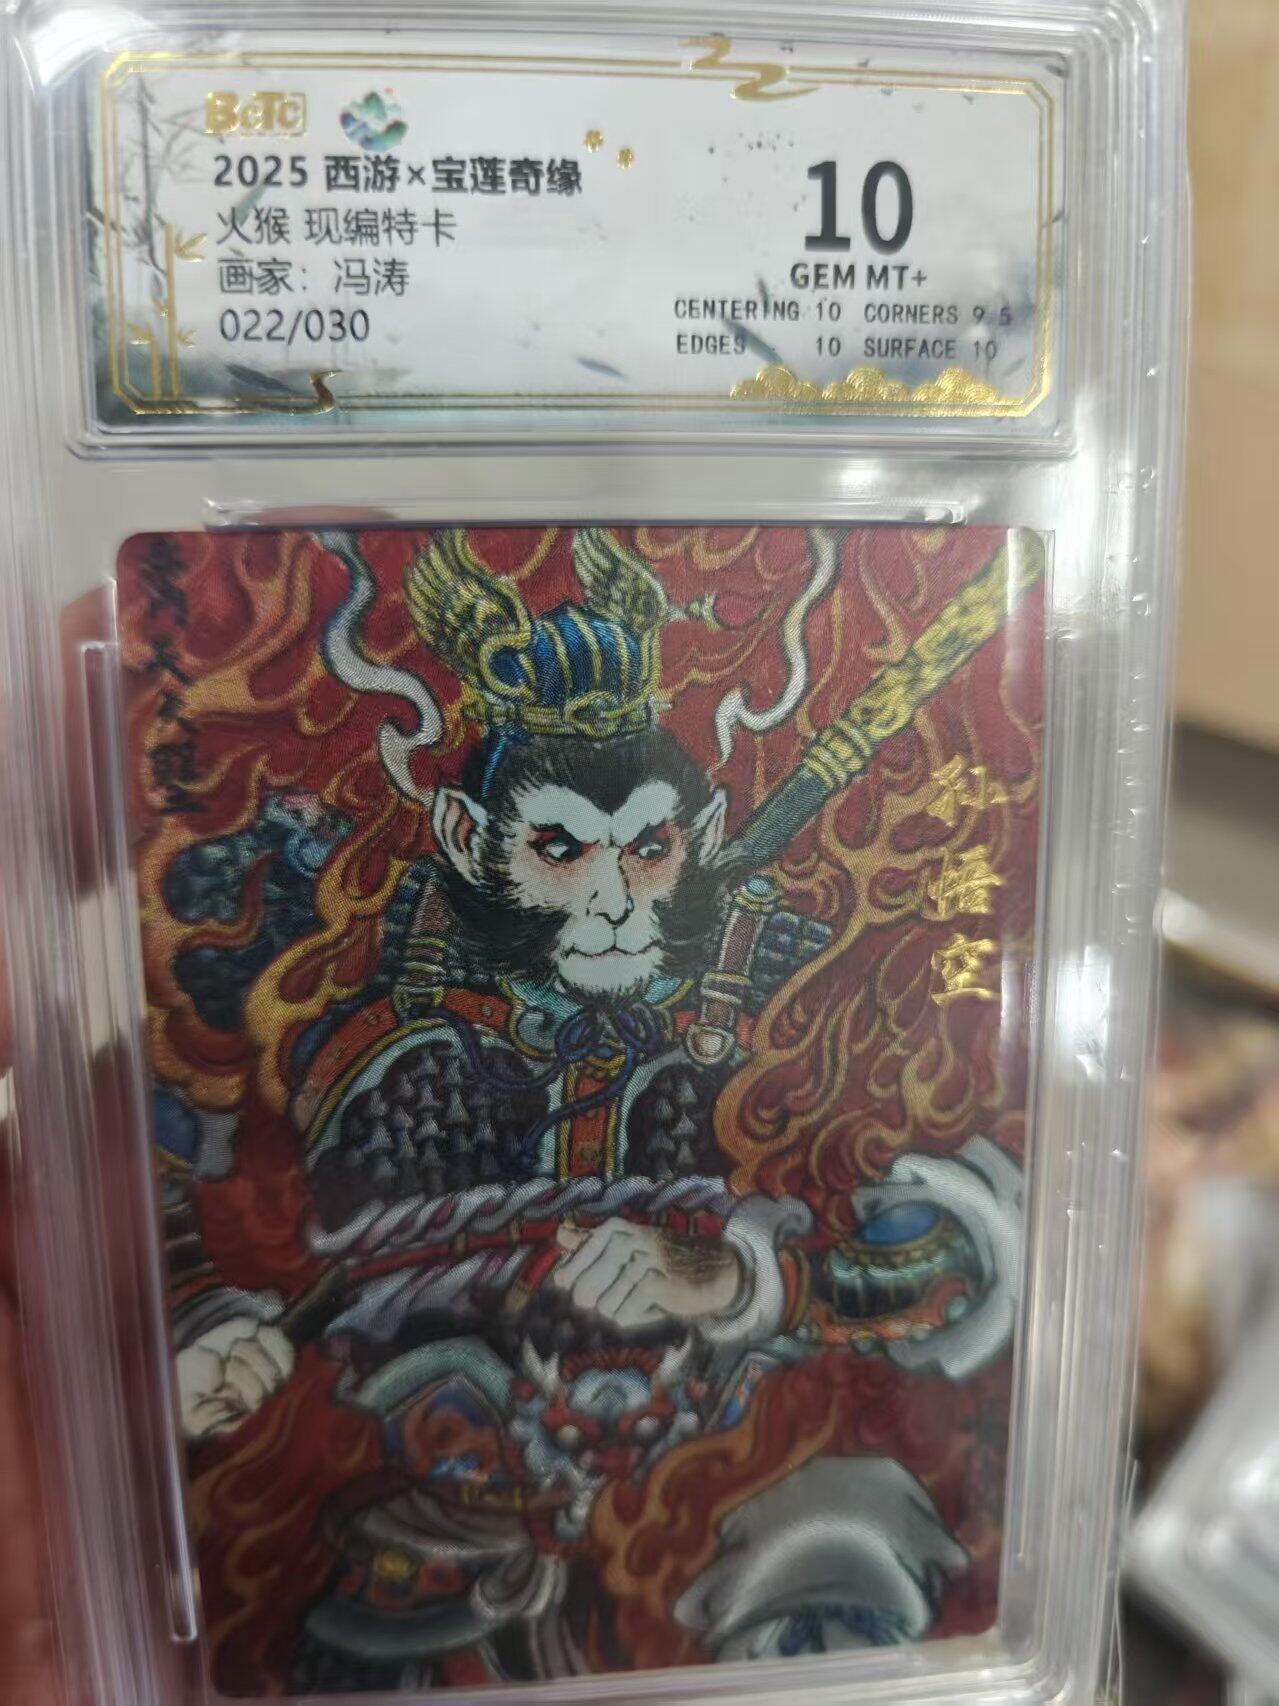 BCTC
2025 西游×宝莲奇缘
火猴 现编特卡
画家：冯涛
022/030
10
GEM MT+
CENTERING 10 CORNERS 9.5
EDGES 10 SURFACE 10
孙悟空